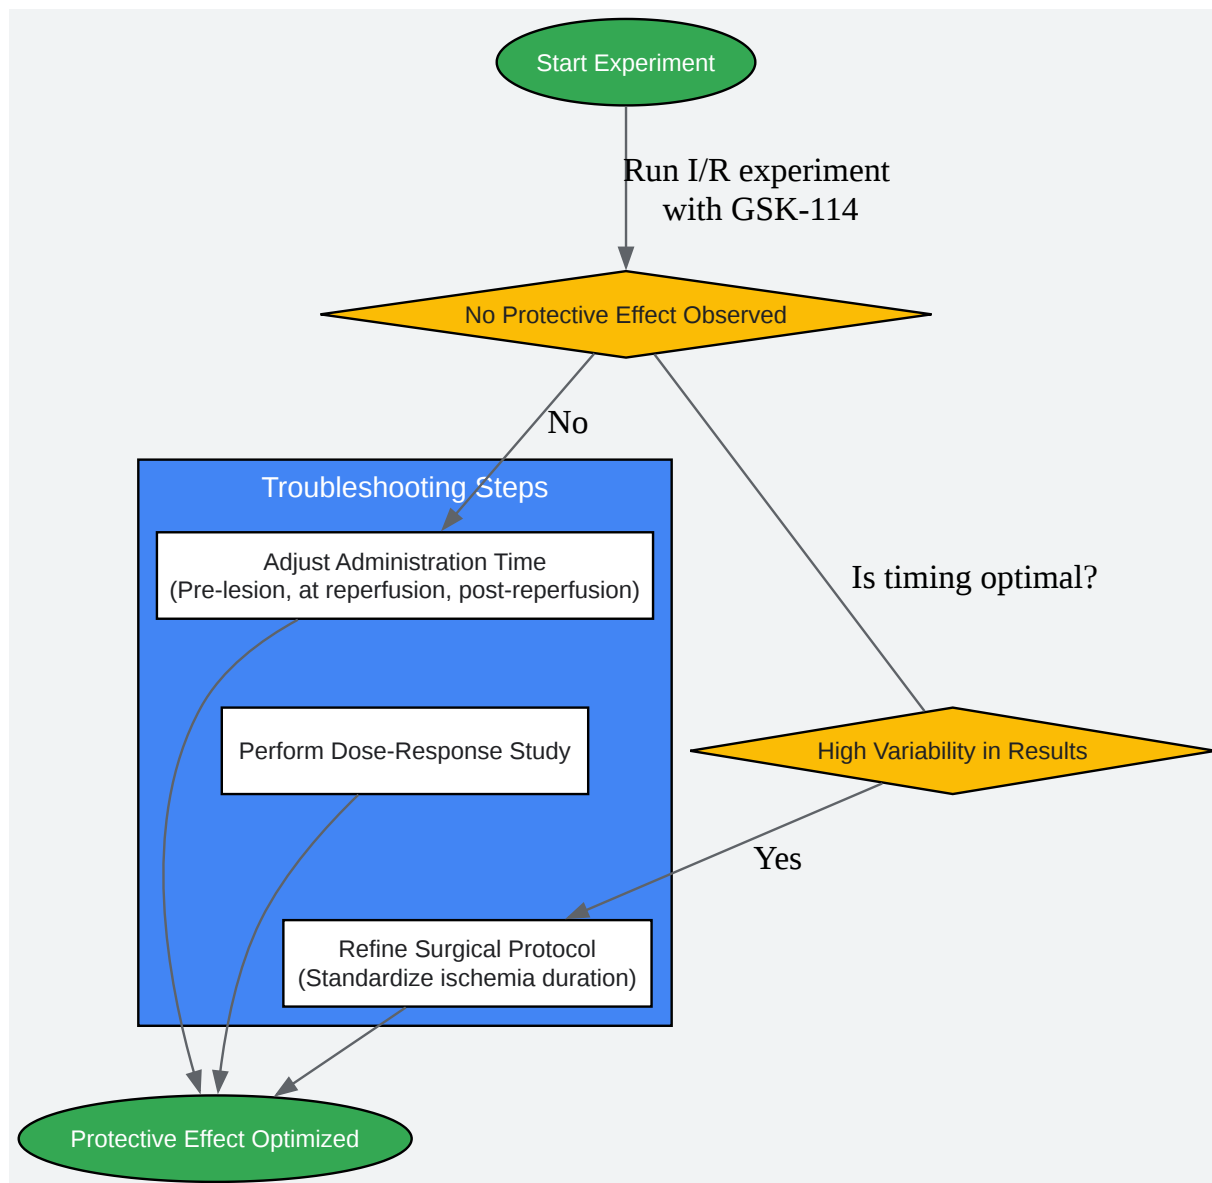 Start Experiment
Run I/R experiment
with GSK-114
No Protective Effect Observed
No
Troubleshooting Steps
Adjust Administration Time
(Pre-lesion, at reperfusion, post-reperfusion)
Is timing optimal?
Perform Dose-Response Study
High Variability in Results
Yes
Refine Surgical Protocol
(Standardize ischemia duration)
Protective Effect Optimized